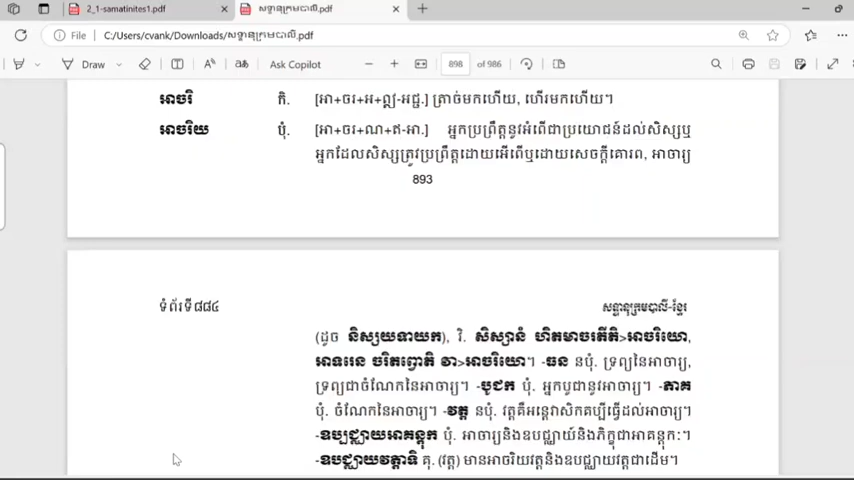 2_1-samatinites1.pdf
សទ្ទានុក្រមបាលី.pdf
File
C:/Users/cvank/Downloads/សទ្ទានុក្រមបាលី.pdf
Draw
Ask Copilot
898 of 986
អាចរិ កិ. [អា+ចរ+អ+ឦ-អជ្ជ.] ត្រាច់មកហើយ, ហើរមកហើយ។
អាចរិយ បុំ. [អា+ចរ+ណ+ឥ-អា.] អ្នកប្រព្រឹត្តនូវអំពើជាប្រយោជន៍ដល់សិស្សឬ
អ្នកដែលសិស្សត្រូវប្រព្រឹត្តដោយអើពើឬដោយសេចក្ដីគោរព, អាចារ្យ
893
ទំព័រទី៨៨៤ សទ្ទានុក្រមបាលី-ខ្មែរ
(ដូច និស្សយទាយក), វិ. សិស្សានំ ហិតមាចរតីតិ>អាចរិយោ,
អាទរេន ចរិតព្វោតិ វា>អាចរិយោ។ -ធន នបុំ. ទ្រព្យនៃអាចារ្យ,
ទ្រព្យជាចំណែកនៃអាចារ្យ។ -បូជក បុំ. អ្នកបូជានូវអាចារ្យ។ -ភាគ
បុំ. ចំណែកនៃអាចារ្យ។ -វត្ត នបុំ. វត្តគឺអន្តេវាសិកគប្បីធ្វើដល់អាចារ្យ។
-ឧបជ្ឈាយអាគន្តុក បុំ. អាចារ្យនិងឧបជ្ឈាយ៍និងភិក្ខុជាអាគន្តុកៈ។
-ឧបជ្ឈាយវត្តាទិ គុ. (វត្ត) មានអាចរិយវត្តនិងឧបជ្ឈាយវត្តជាដើម។